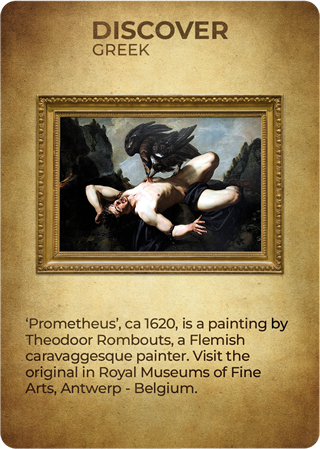 DISCOVER
GREEK
‘Prometheus’, ca 1620, is a painting by
Theodoor Rombouts, a Flemish
caravaggesque painter. Visit the
original in Royal Museums of Fine
Arts, Antwerp - Belgium.